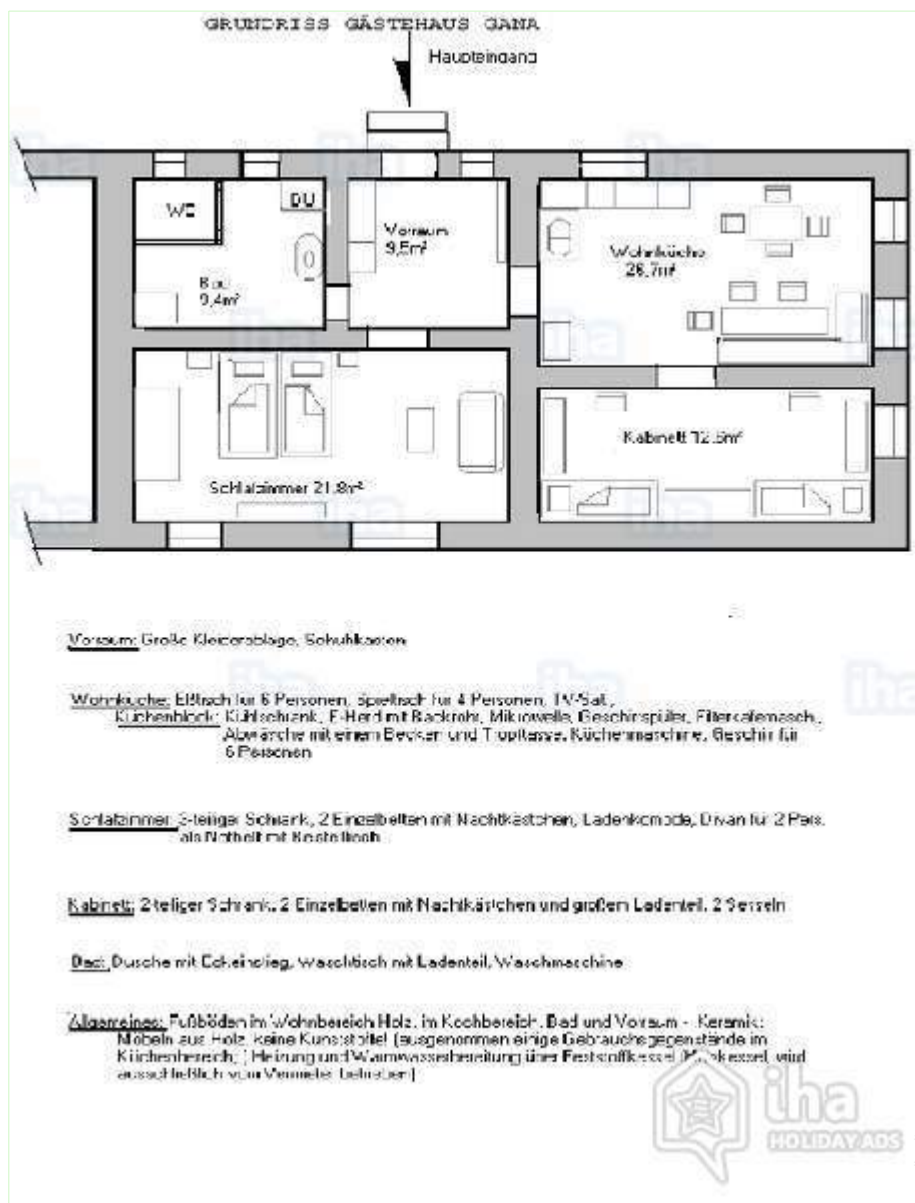 GRUNDRISS GÄSTEHAUS GAMA
Haupteingang
WC
DU
Vorraum
9,5m²
Wohnküche
26,7m²
Bad
9,4m²
Kabinett 12,5m²
Schlafzimmer 21,8m²
Vorraum: Große Kleiderablage, Schuhkasten
Wohnküche: Eßtisch für 6 Personen, Spieltisch für 4 Personen, TV-Sat.,
Küchenblock: Kühlschrank, E-Herd mit Backrohr, Mikrowelle, Geschirrspüler, Filterkafemasch.,
Abwäsche mit einem Becken und Tropftasse, Küchenmaschine, Geschirr für
6 Personen
Schlafzimmer: 3-teiliger Schrank, 2 Einzelbetten mit Nachtkästchen, Ladenkomode, Divan für 2 Pers.
als Notbett mit Beistelltisch
Kabinett: 2-teiliger Schrank, 2 Einzelbetten mit Nachtkästchen und großem Ladenteil, 2 Sesseln
Bad: Dusche mit Eckeinstieg, Waschtisch mit Ladenteil, Waschmaschine
Allgemeines: Fußböden im Wohnbereich Holz, im Kochbereich, Bad und Vorraum - Keramik;
Möbeln aus Holz, keine Kunststoffe! (ausgenommen einige Gebrauchsgegenstände im
Küchenbereich;) Heizung und Warmwasserbereitung über Feststoffkessel wird
ausschließlich vom Vermieter betrieben)
iha
HOLIDAY ADS